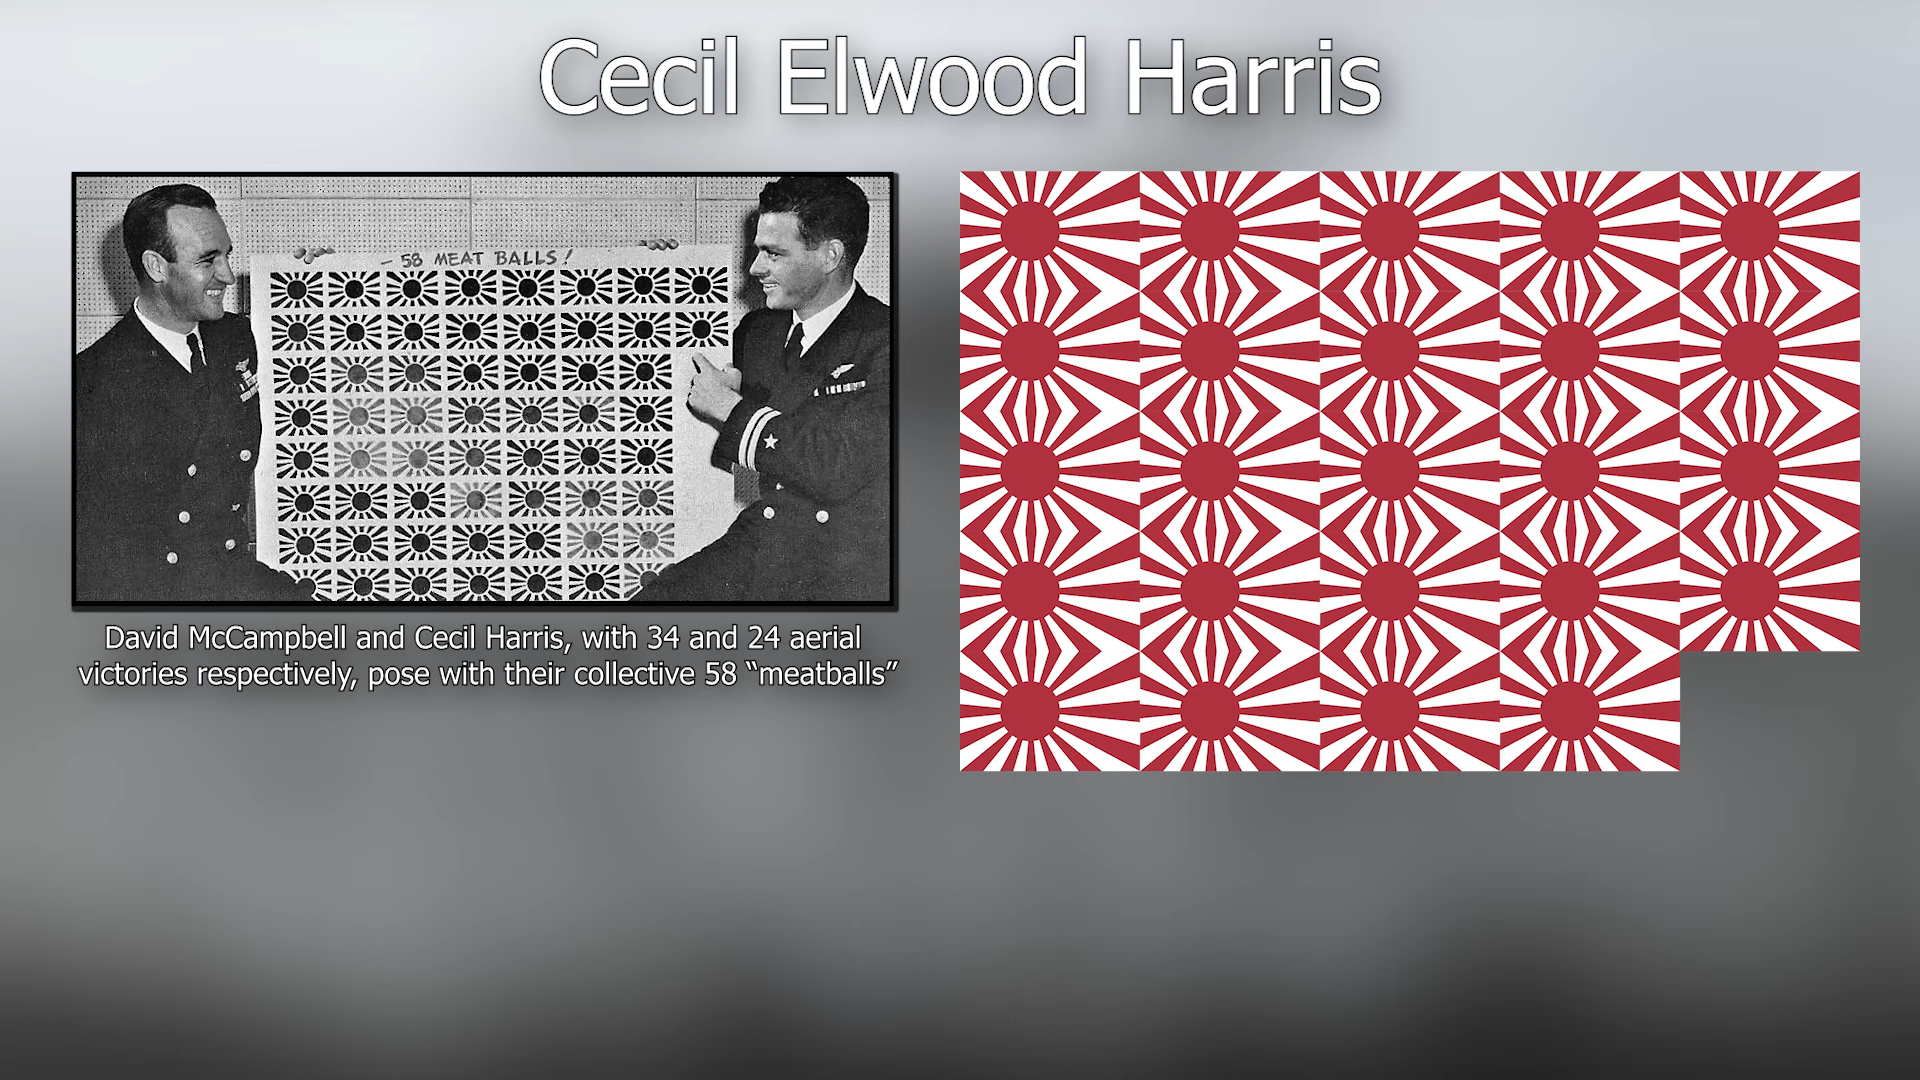 Cecil Elwood Harris
– 58 MEAT BALLS!
David McCampbell and Cecil Harris, with 34 and 24 aerial
victories respectively, pose with their collective 58 “meatballs”